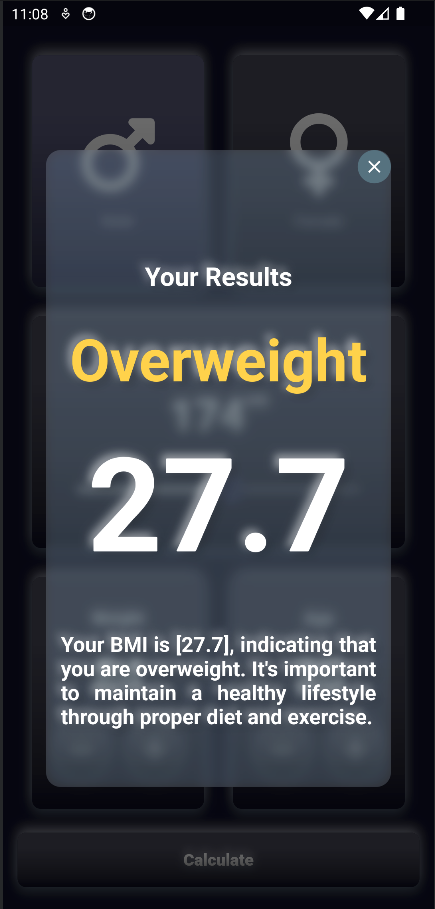 11:08
Your Results
Overweight
174
27.7
Your BMI is [27.7], indicating that
you are overweight. It's important
to maintain a healthy lifestyle
through proper diet and exercise.
Calculate